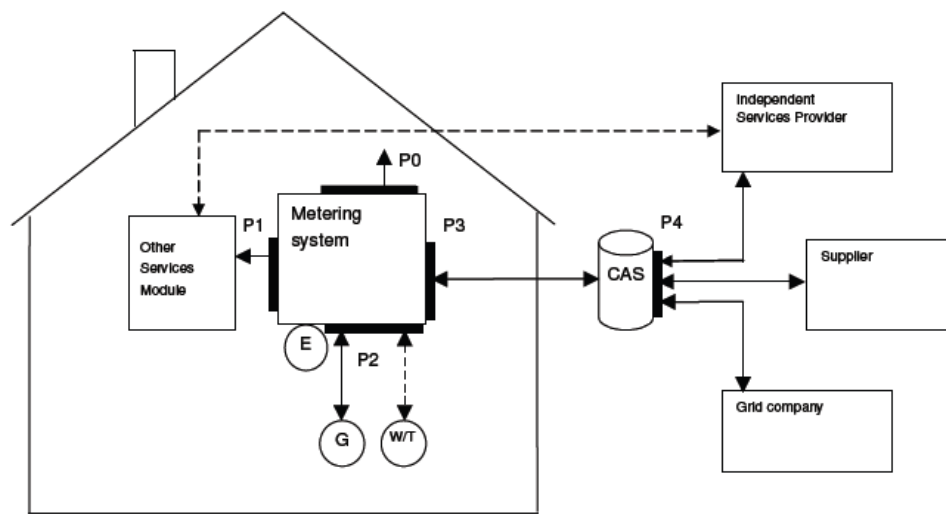 Independent
Services Provider
P0
Metering
system
P1
P3
P4
Other
Services
Module
CAS
Supplier
E
P2
G
W/T
Grid company